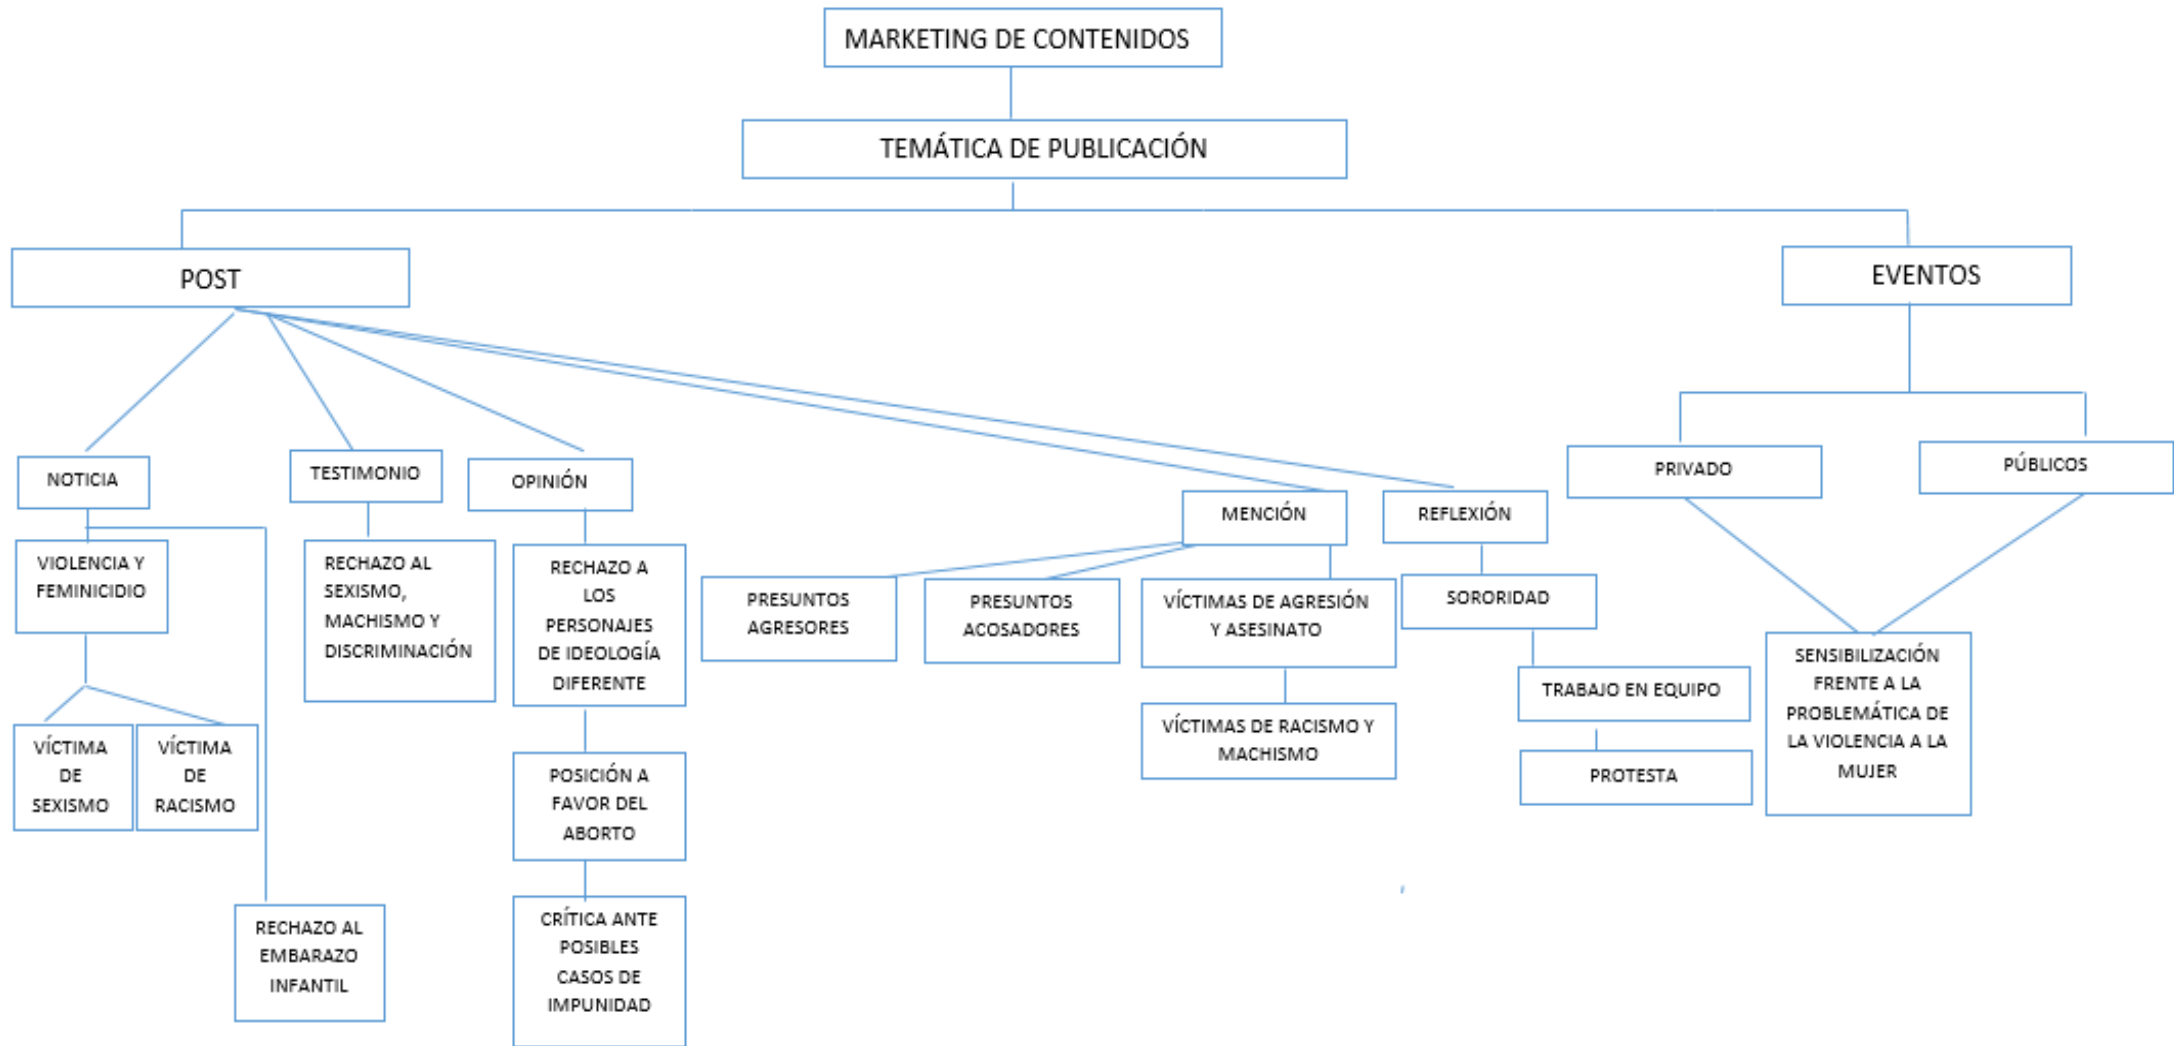 MARKETING DE CONTENIDOS
TEMÁTICA DE PUBLICACIÓN
POST
EVENTOS
NOTICIA
TESTIMONIO
OPINIÓN
MENCIÓN
REFLEXIÓN
PRIVADO
PÚBLICOS
VIOLENCIA Y
FEMINICIDIO
VÍCTIMA
DE
SEXISMO
VÍCTIMA
DE
RACISMO
RECHAZO AL
EMBARAZO
INFANTIL
RECHAZO AL
SEXISMO,
MACHISMO Y
DISCRIMINACIÓN
RECHAZO A
LOS
PERSONAJES
DE IDEOLOGÍA
DIFERENTE
POSICIÓN A
FAVOR DEL
ABORTO
CRÍTICA ANTE
POSIBLES
CASOS DE
IMPUNIDAD
PRESUNTOS
AGRESORES
PRESUNTOS
ACOSADORES
VÍCTIMAS DE AGRESIÓN
Y ASESINATO
VÍCTIMAS DE RACISMO Y
MACHISMO
SORORIDAD
TRABAJO EN EQUIPO
PROTESTA
SENSIBILIZACIÓN
FRENTE A LA
PROBLEMÁTICA DE
LA VIOLENCIA A LA
MUJER